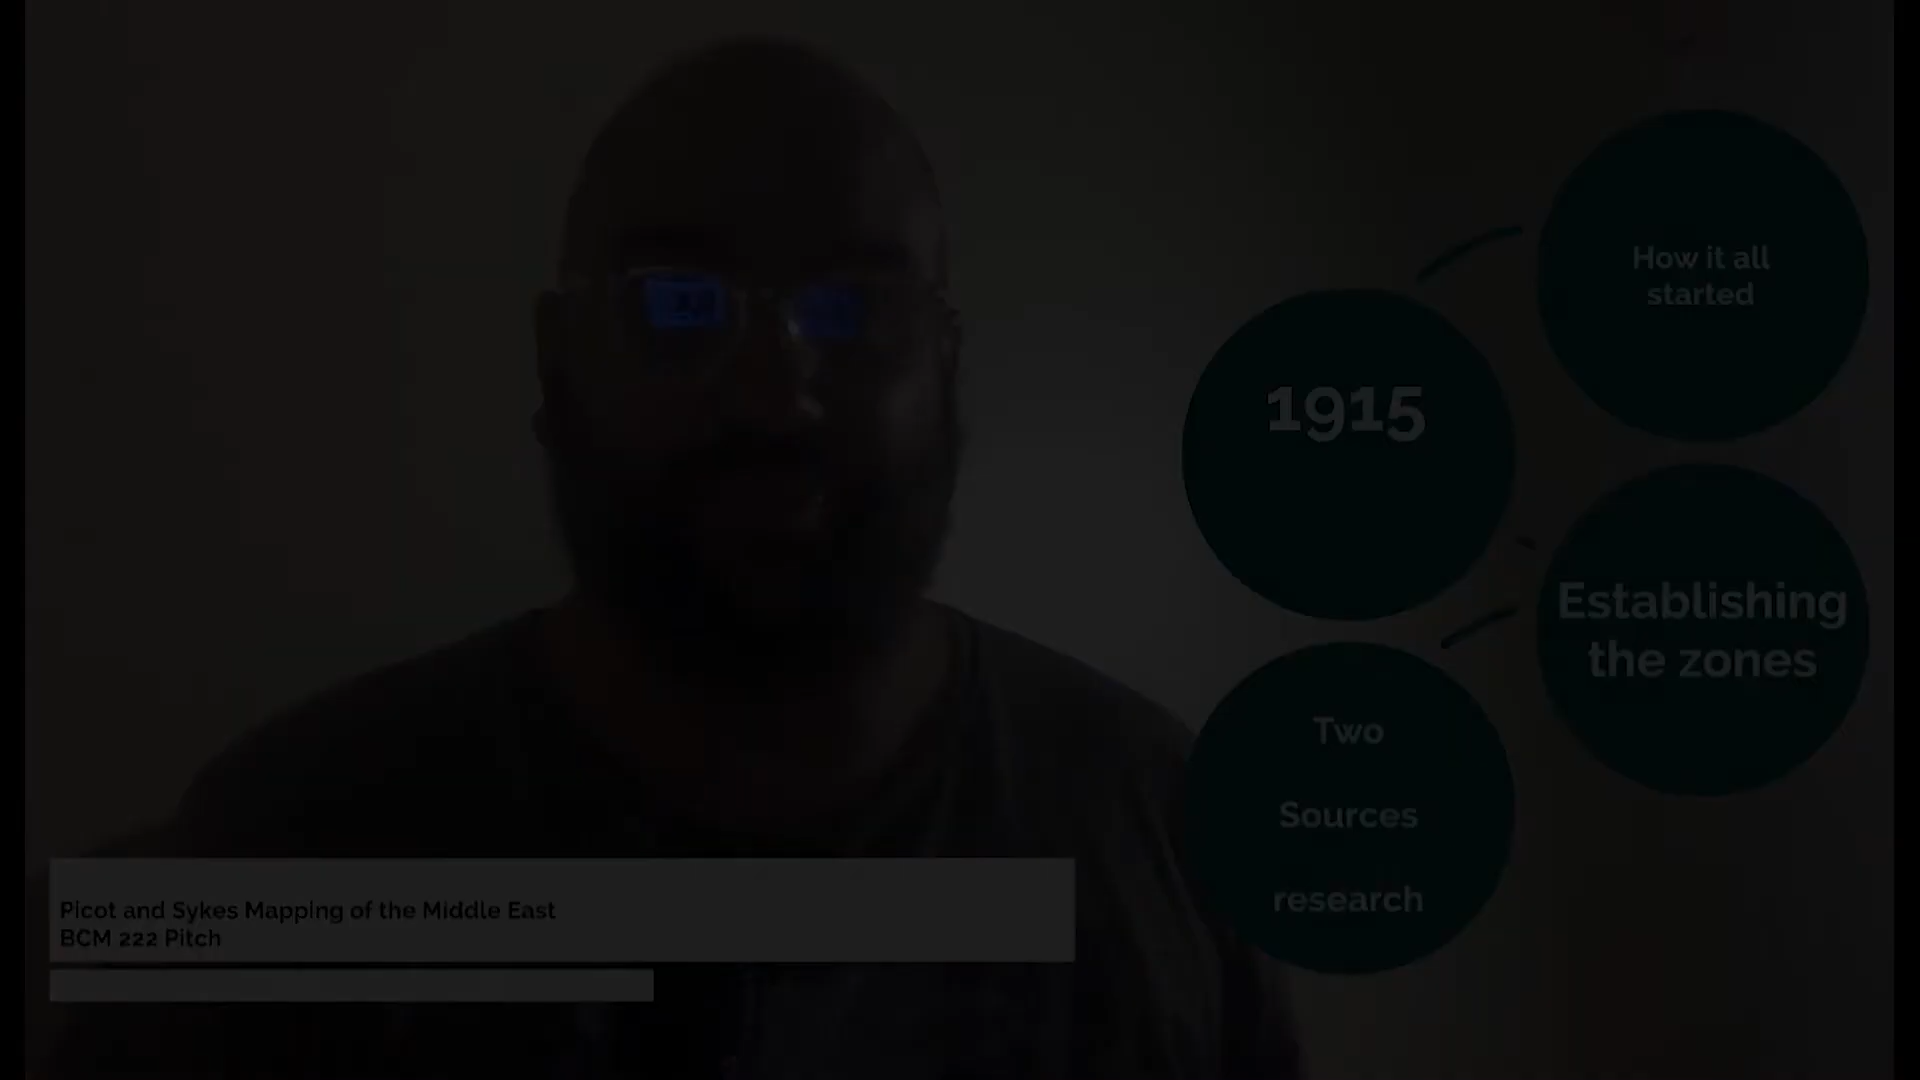 How it all
started
1915
Establishing
the zones
Two
Sources
research
Picot and Sykes Mapping of the Middle East
BCM 222 Pitch